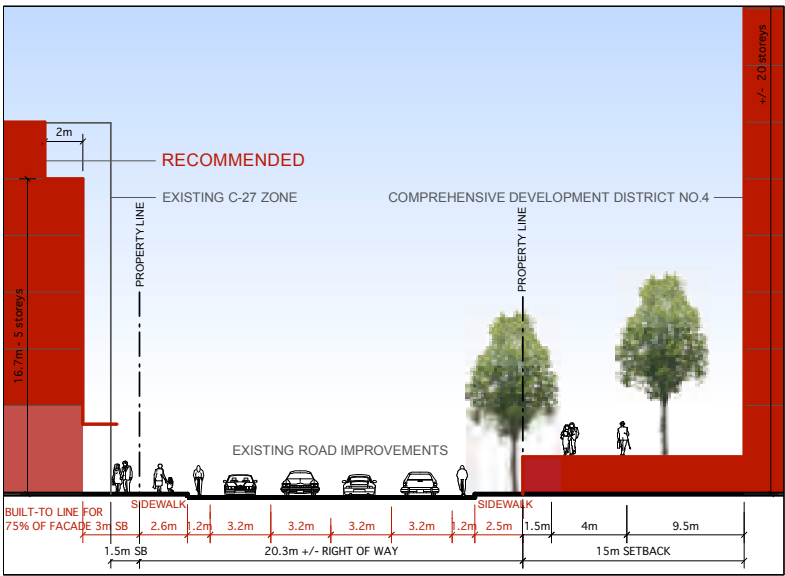 +/- 20 storeys
2m
RECOMMENDED
EXISTING C-27 ZONE
COMPREHENSIVE DEVELOPMENT DISTRICT NO.4
PROPERTY LINE
PROPERTY LINE
16.7m - 5 storeys
EXISTING ROAD IMPROVEMENTS
SIDEWALK
SIDEWALK
BUILT-TO LINE FOR
75% OF FACADE 3m SB
2.6m
1.2m
3.2m
3.2m
3.2m
3.2m
1.2m
2.5m
1.5m
4m
9.5m
1.5m SB
20.3m +/- RIGHT OF WAY
15m SETBACK